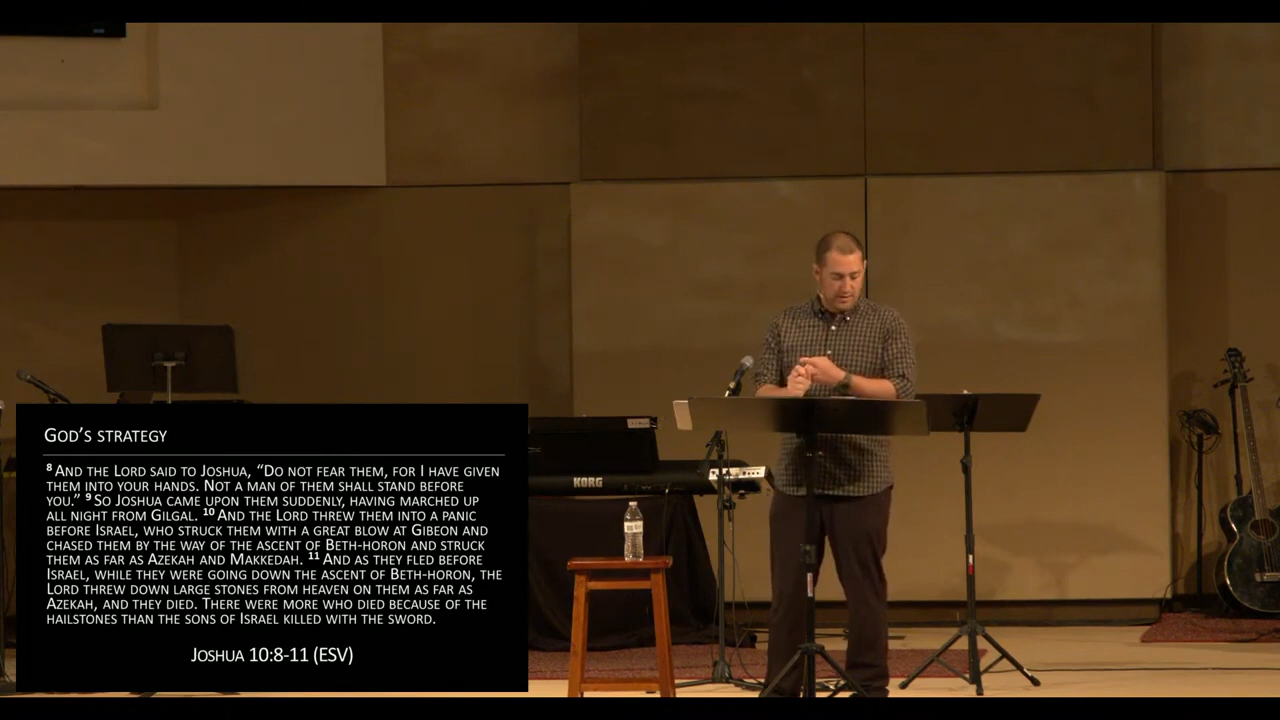 God's strategy
8 And the Lord said to Joshua, “Do not fear them, for I have given
them into your hands. Not a man of them shall stand before
you.” 9 So Joshua came upon them suddenly, having marched up
all night from Gilgal. 10 And the Lord threw them into a panic
before Israel, who struck them with a great blow at Gibeon and
chased them by the way of the ascent of Beth-horon and struck
them as far as Azekah and Makkedah. 11 And as they fled before
Israel, while they were going down the ascent of Beth-horon, the
Lord threw down large stones from heaven on them as far as
Azekah, and they died. There were more who died because of the
hailstones than the sons of Israel killed with the sword.
Joshua 10:8-11 (ESV)
KORG